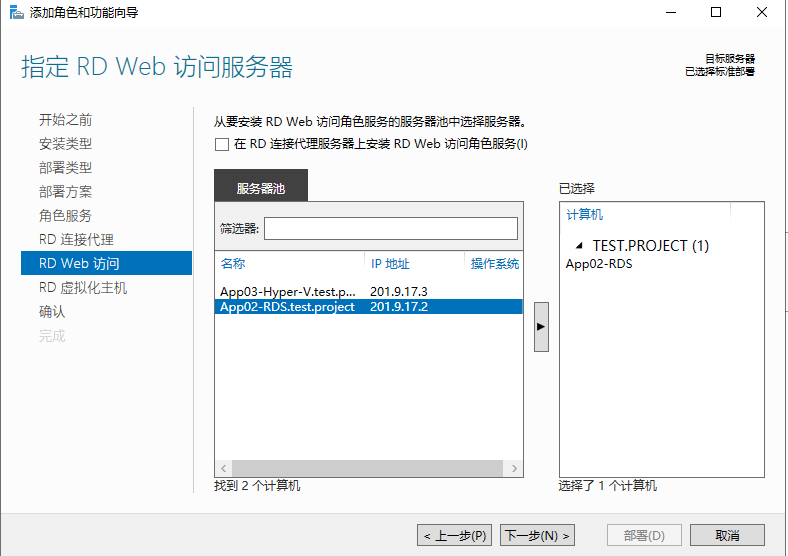 添加角色和功能向导
指定 RD Web 访问服务器
目标服务器
已选择标准部署
开始之前
安装类型
部署类型
部署方案
角色服务
RD 连接代理
RD Web 访问
RD 虚拟化主机
确认
完成
从要安装 RD Web 访问角色服务的服务器池中选择服务器。
在 RD 连接代理服务器上安装 RD Web 访问角色服务(I)
服务器池
筛选器:
名称 IP 地址 操作系统
App03-Hyper-V.test.p... 201.9.17.3
App02-RDS.test.project 201.9.17.2
找到 2 个计算机
已选择
计算机
TEST.PROJECT (1)
App02-RDS
选择了 1 个计算机
< 上一步(P) 下一步(N) > 部署(D) 取消